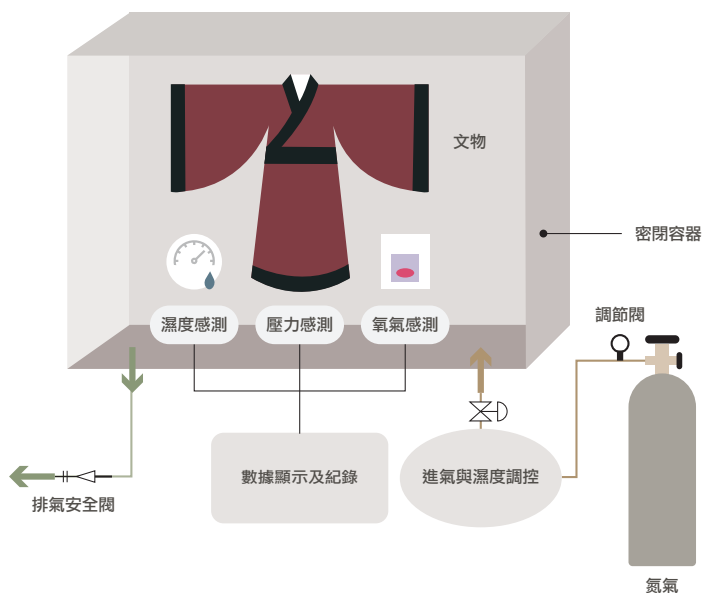 文物
密閉容器
濕度感測
壓力感測
氧氣感測
調節閥
數據顯示及紀錄
進氣與濕度調控
排氣安全閥
氮氣